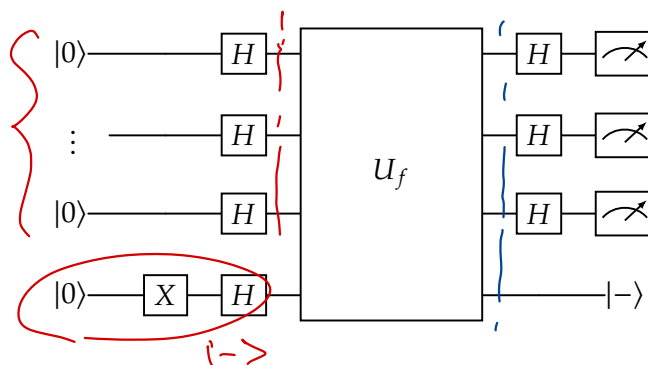 |0⟩ H H
⋮ H U_f H
|0⟩ H H
|0⟩ X H |−⟩
|−⟩